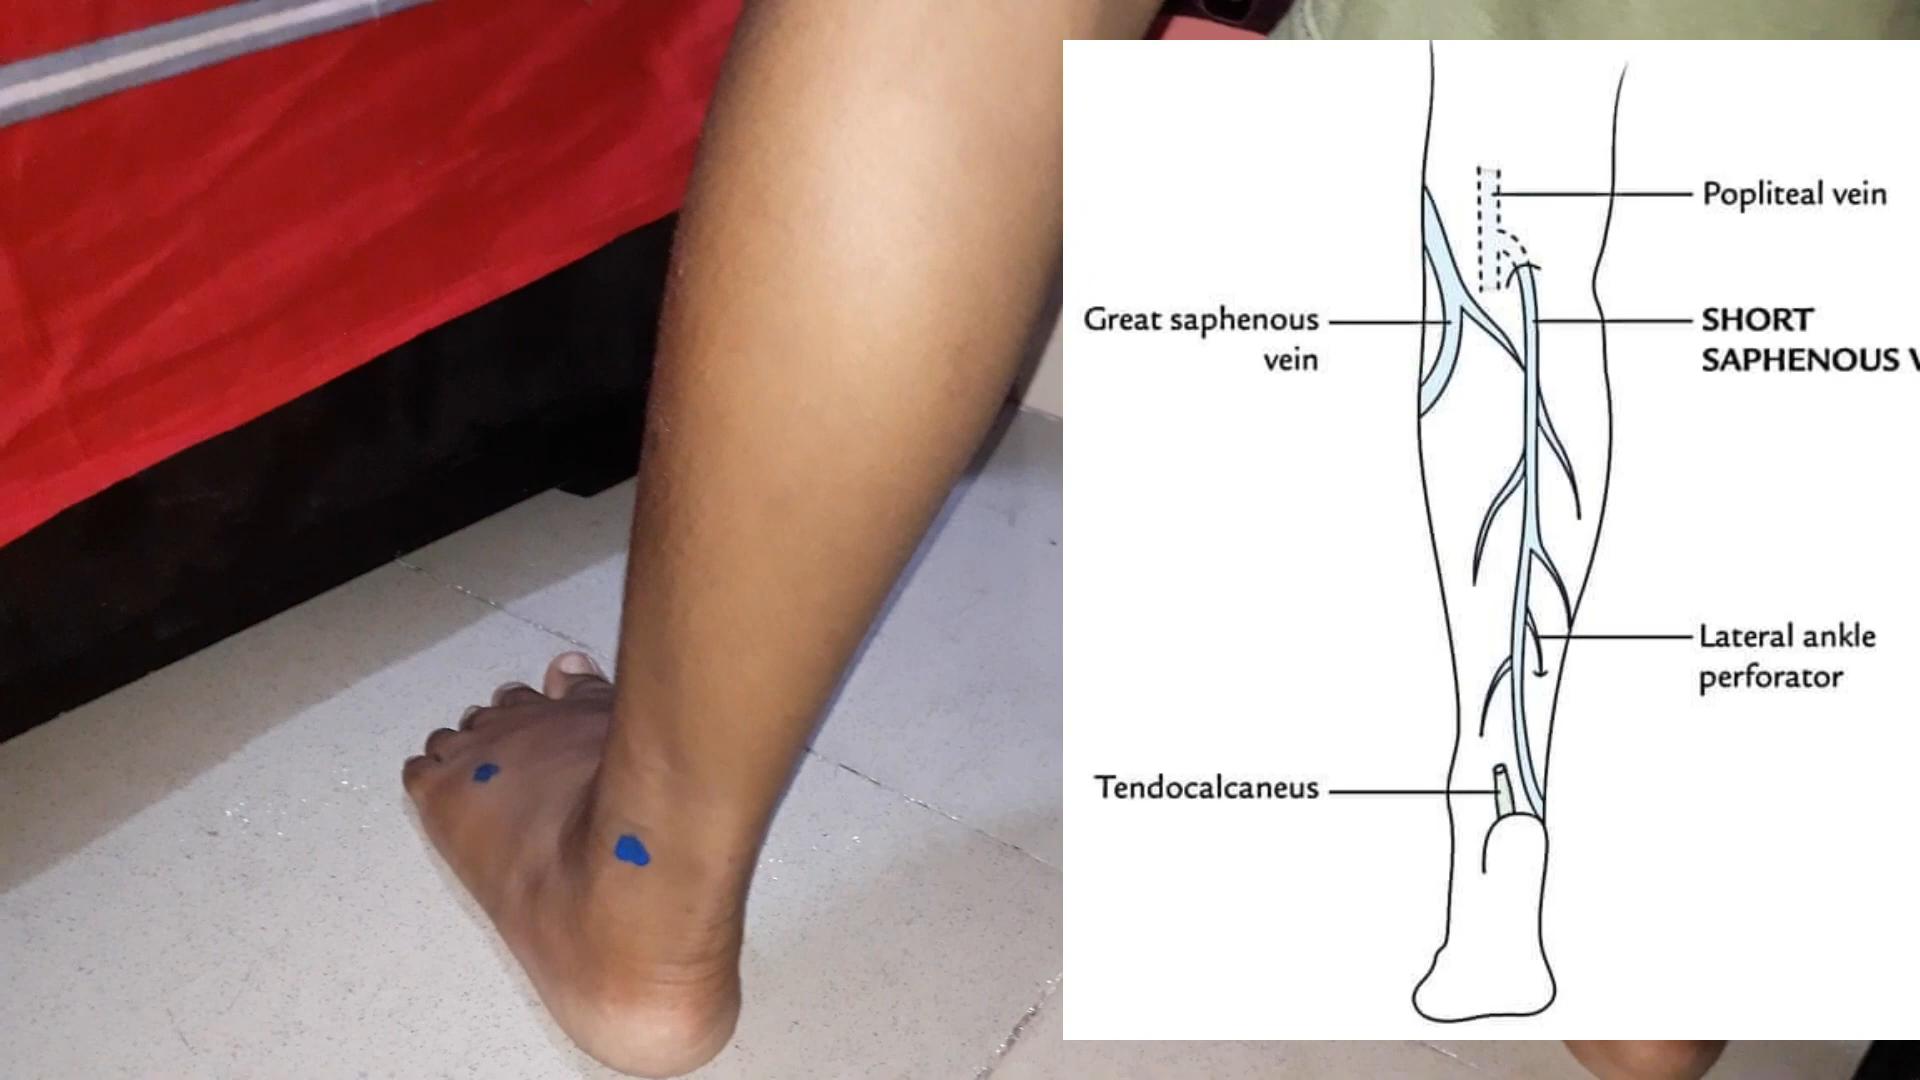 Popliteal vein
Great saphenous
vein
SHORT
SAPHENOUS V
Lateral ankle
perforator
Tendocalcaneus